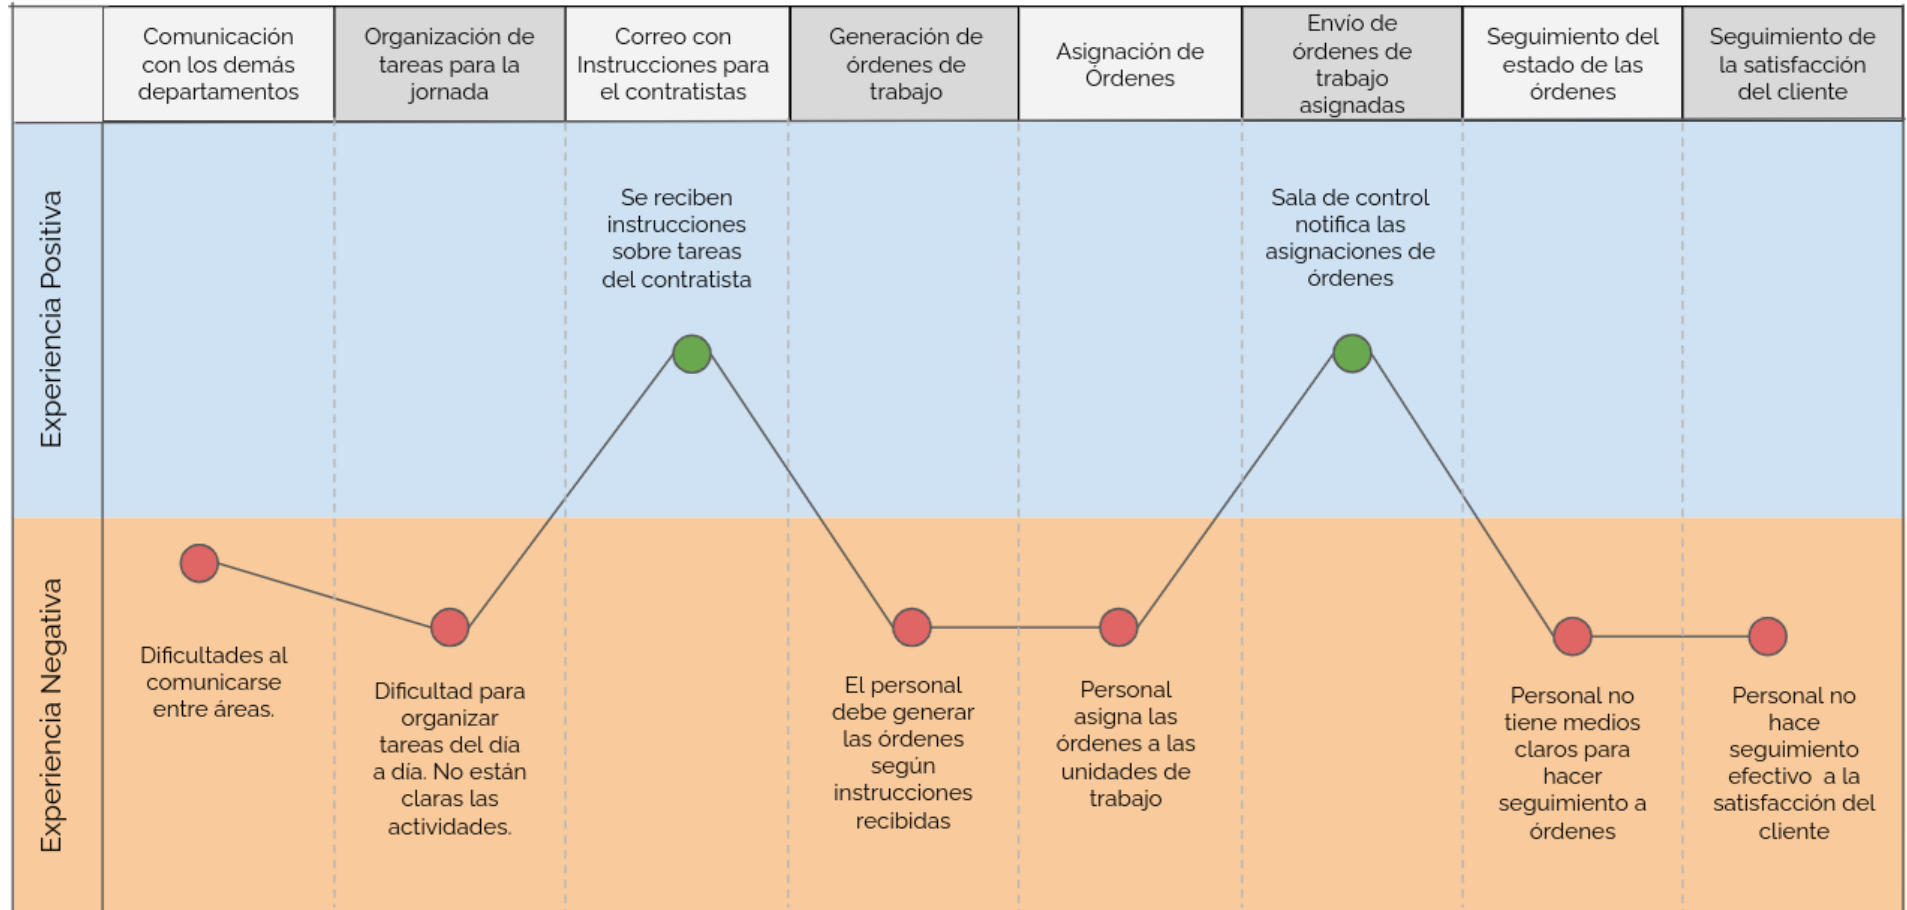 Comunicación
con los demás
departamentos
Organización de
tareas para la
jornada
Correo con
Instrucciones para
el contratistas
Generación de
órdenes de
trabajo
Asignación de
Órdenes
Envío de
órdenes de
trabajo
asignadas
Seguimiento del
estado de las
órdenes
Seguimiento de
la satisfacción
del cliente
Experiencia Positiva
Se reciben
instrucciones
sobre tareas
del contratista
Sala de control
notifica las
asignaciones de
órdenes
Experiencia Negativa
Dificultades al
comunicarse
entre áreas.
Dificultad para
organizar
tareas del día
a día. No están
claras las
actividades.
El personal
debe generar
las órdenes
según
instrucciones
recibidas
Personal
asigna las
órdenes a las
unidades de
trabajo
Personal no
tiene medios
claros para
hacer
seguimiento a
órdenes
Personal no
hace
seguimiento
efectivo a la
satisfacción del
cliente